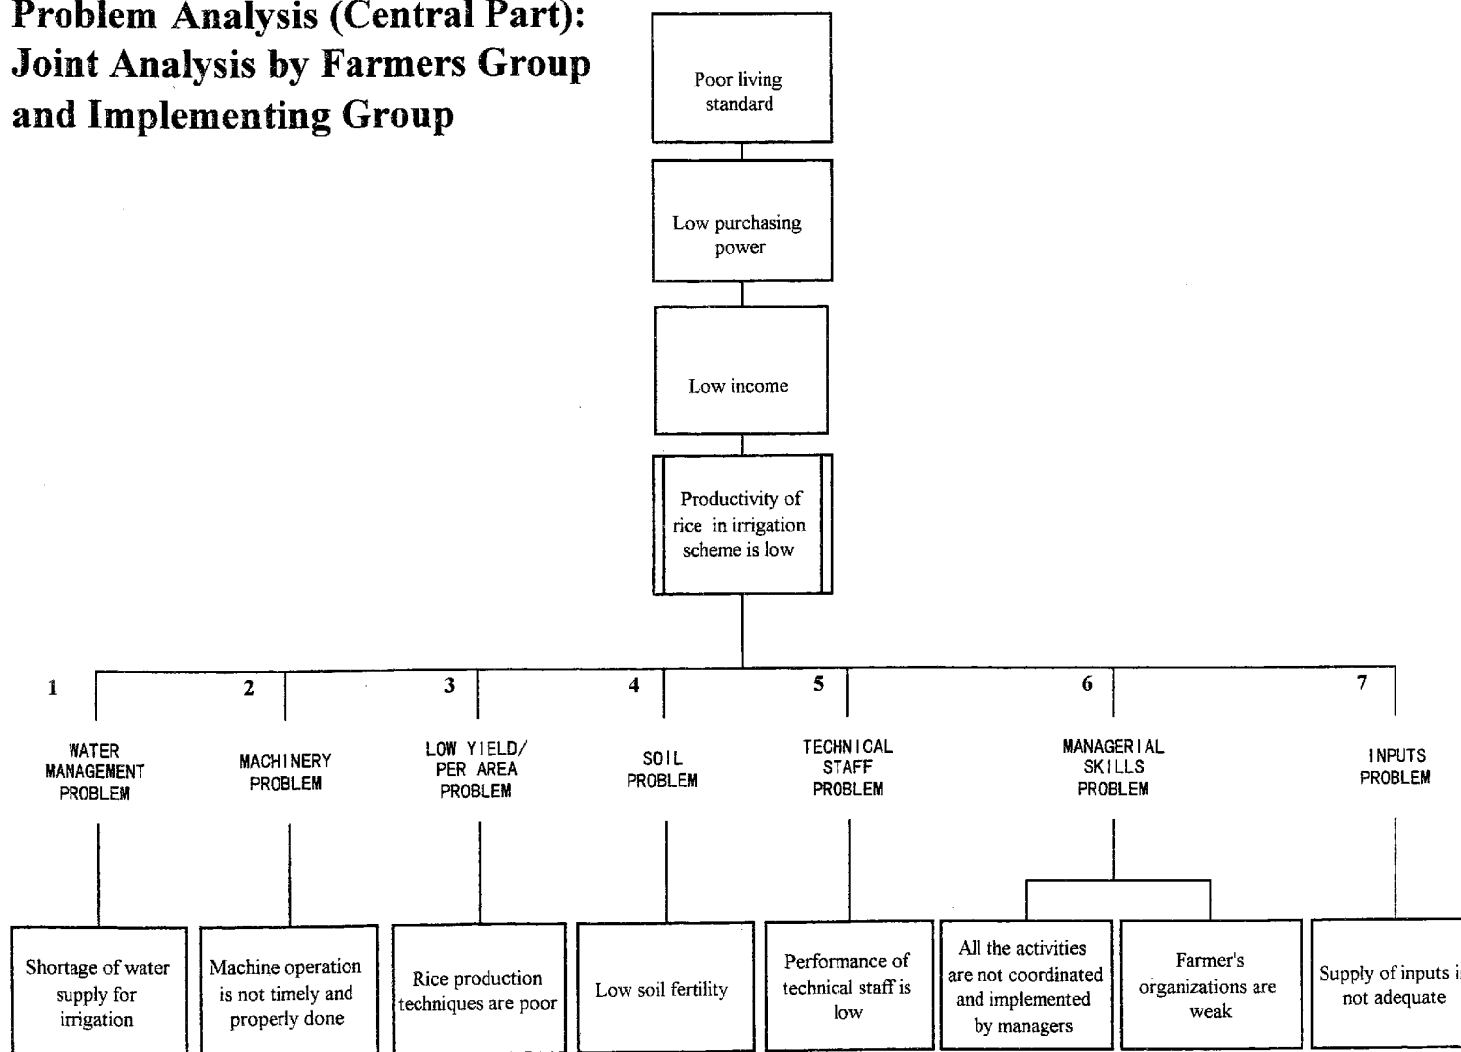 Problem Analysis (Central Part):
Joint Analysis by Farmers Group
and Implementing Group
Poor living
standard
Low purchasing
power
Low income
Productivity of
rice in irrigation
scheme is low
1
WATER
MANAGEMENT
PROBLEM
2
MACHINERY
PROBLEM
3
LOW YIELD/
PER AREA
PROBLEM
4
SOIL
PROBLEM
5
TECHNICAL
STAFF
PROBLEM
6
MANAGERIAL
SKILLS
PROBLEM
7
INPUTS
PROBLEM
Shortage of water
supply for
irrigation
Machine operation
is not timely and
properly done
Rice production
techniques are poor
Low soil fertility
Performance of
technical staff is
low
All the activities
are not coordinated
and implemented
by managers
Farmer's
organizations are
weak
Supply of inputs i
not adequate